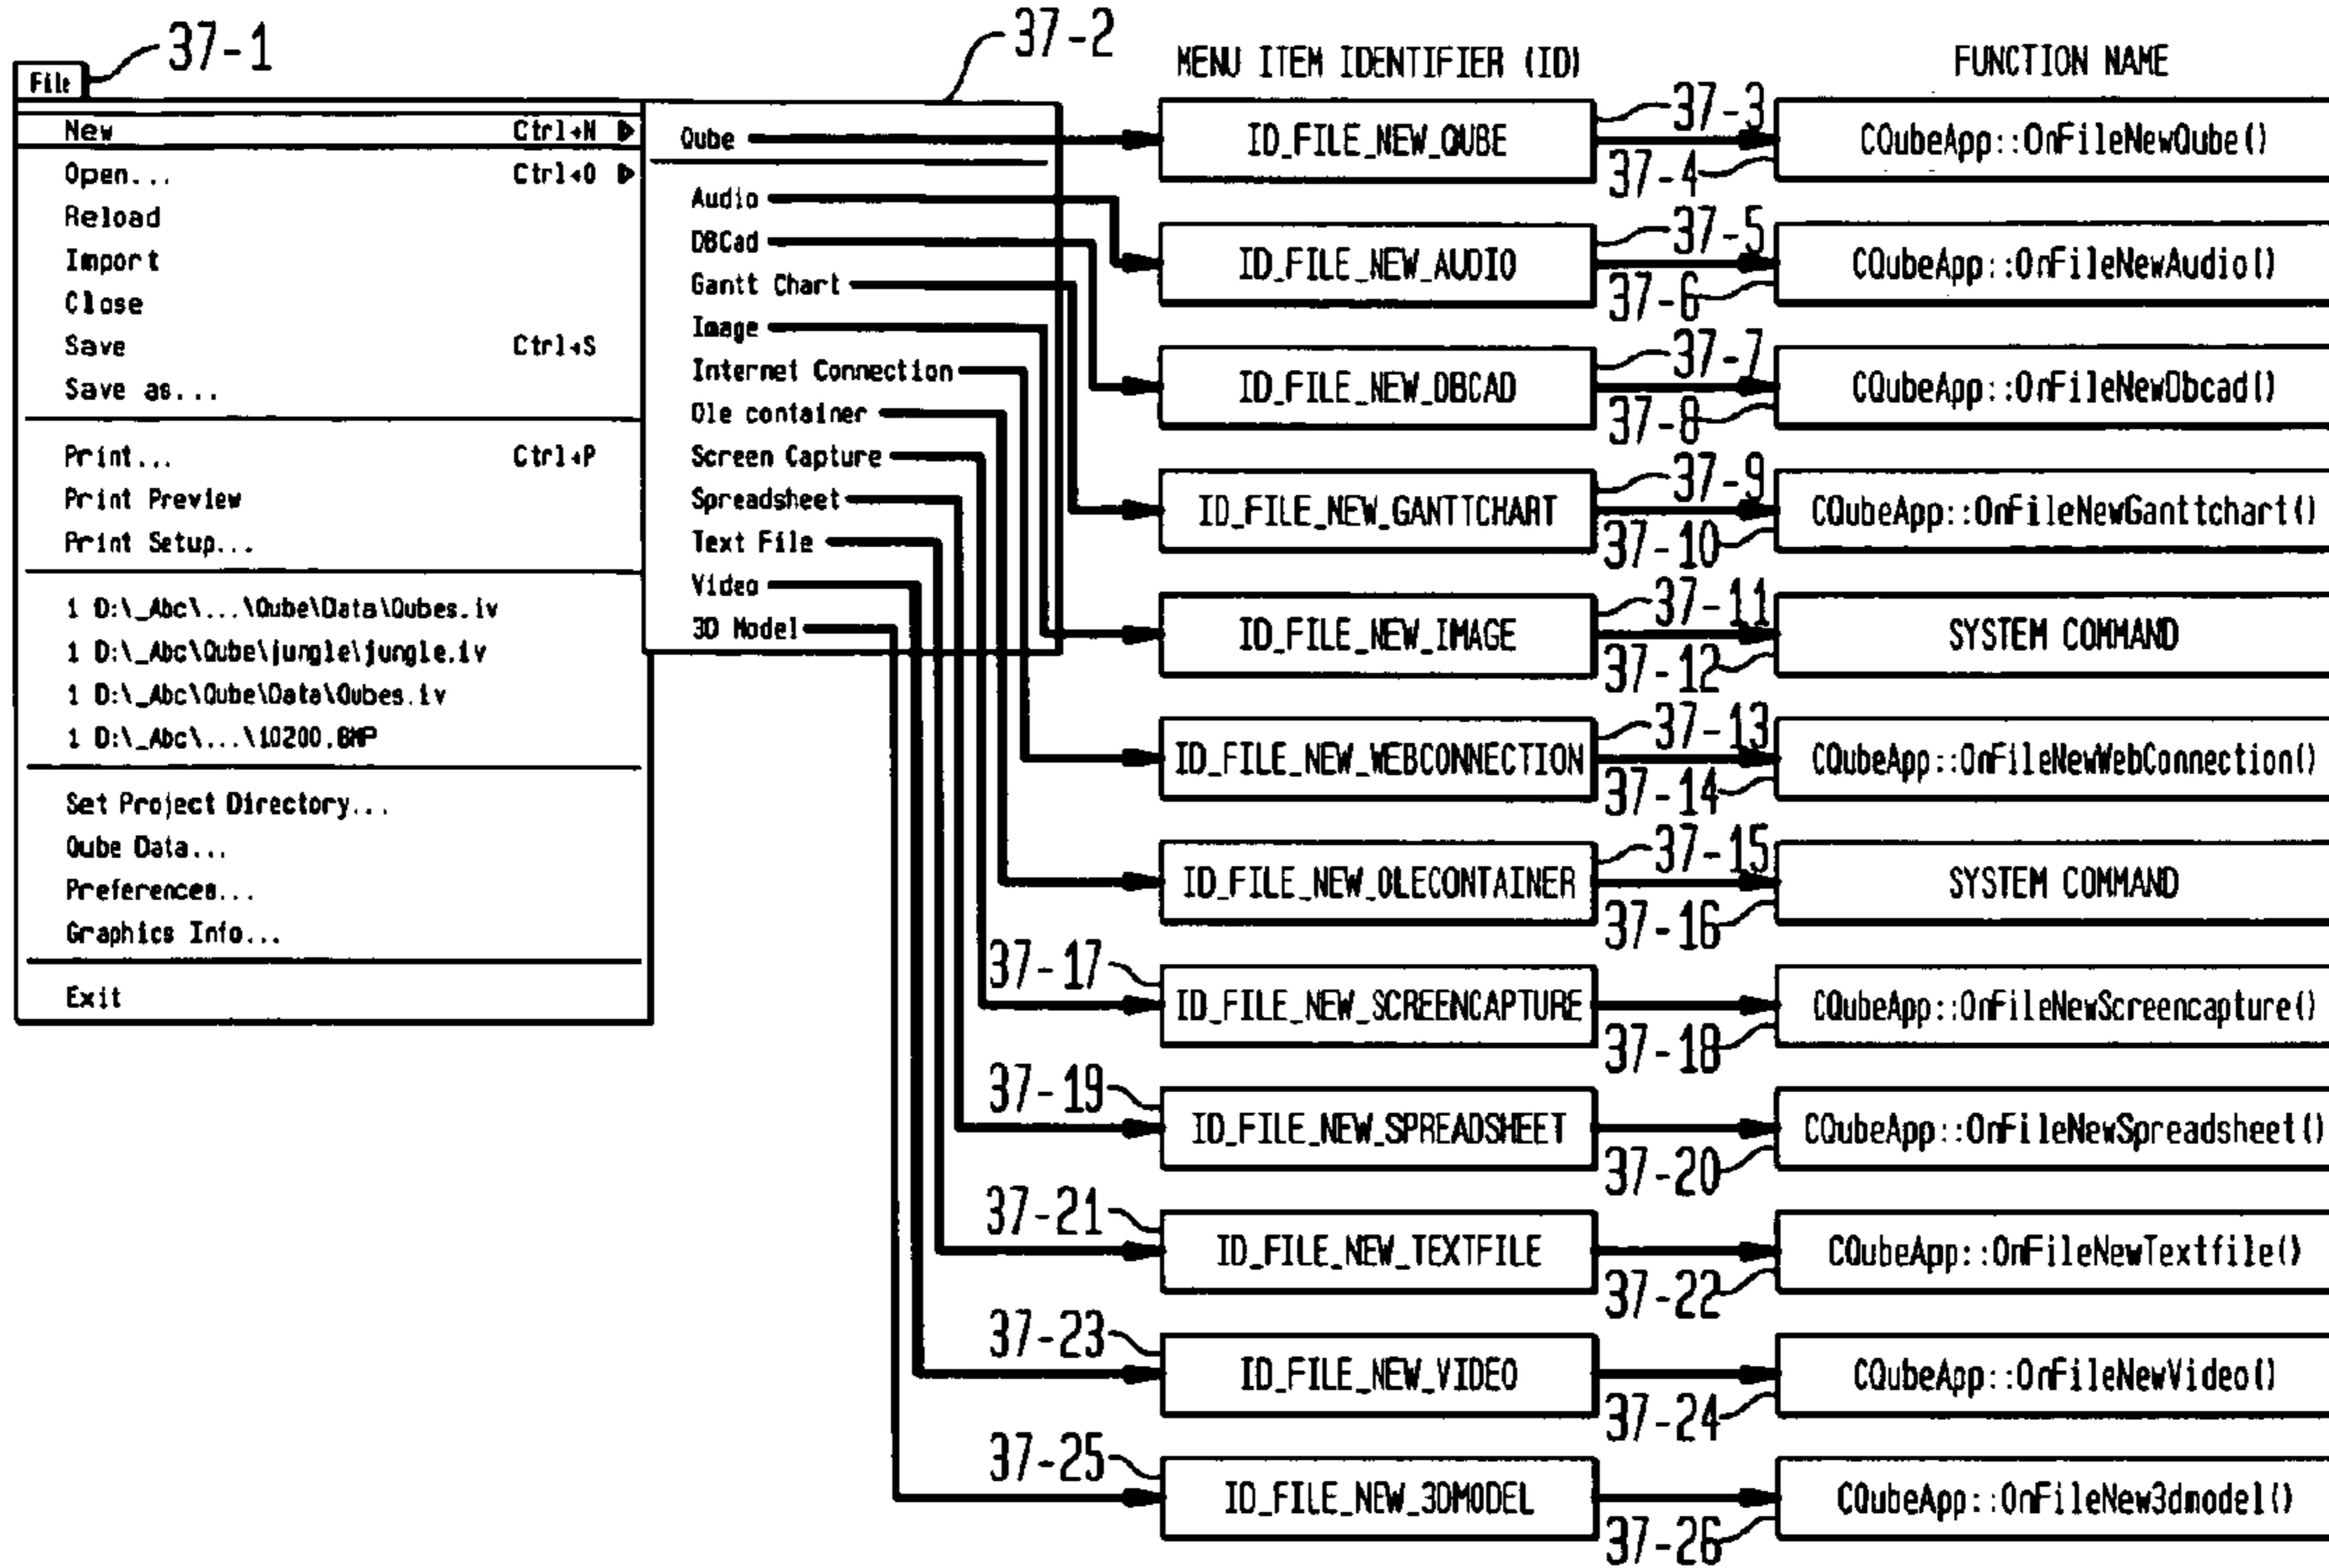 37-1
37-2
MENU ITEM IDENTIFIER (ID)
FUNCTION NAME
File
New Ctrl+N
Open... Ctrl+O
Reload
Import
Close
Save Ctrl+S
Save as...
Print... Ctrl+P
Print Preview
Print Setup...
1 D:\_Abc\...\Qube\Data\Qubes.iv
1 D:\_Abc\Qube\jungle\jungle.iv
1 D:\_Abc\Qube\Data\Qubes.iv
1 D:\_Abc\...\10200.BMP
Set Project Directory...
Qube Data...
Preferences...
Graphics Info...
Exit
Qube
Audio
DBCad
Gantt Chart
Image
Internet Connection
Ole container
Screen Capture
Spreadsheet
Text File
Video
3D Model
ID_FILE_NEW_QUBE
37-3
37-4
CQubeApp::OnFileNewQube()
ID_FILE_NEW_AUDIO
37-5
37-6
CQubeApp::OnFileNewAudio()
ID_FILE_NEW_DBCAD
37-7
37-8
CQubeApp::OnFileNewDbcad()
ID_FILE_NEW_GANTTCHART
37-9
37-10
CQubeApp::OnFileNewGanttchart()
ID_FILE_NEW_IMAGE
37-11
37-12
SYSTEM COMMAND
ID_FILE_NEW_WEBCONNECTION
37-13
37-14
CQubeApp::OnFileNewWebConnection()
ID_FILE_NEW_OLECONTAINER
37-15
37-16
SYSTEM COMMAND
37-17
ID_FILE_NEW_SCREENCAPTURE
37-18
CQubeApp::OnFileNewScreencapture()
37-19
ID_FILE_NEW_SPREADSHEET
37-20
CQubeApp::OnFileNewSpreadsheet()
37-21
ID_FILE_NEW_TEXTFILE
37-22
CQubeApp::OnFileNewTextfile()
37-23
ID_FILE_NEW_VIDEO
37-24
CQubeApp::OnFileNewVideo()
37-25
ID_FILE_NEW_3DMODEL
37-26
CQubeApp::OnFileNew3dmodel()